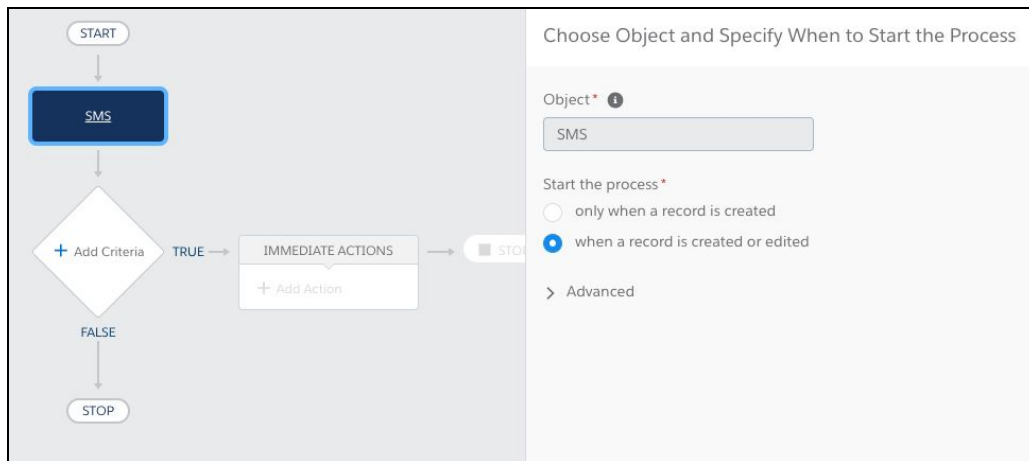 START
SMS
+ Add Criteria
TRUE
IMMEDIATE ACTIONS
+ Add Action
FALSE
STOP
Choose Object and Specify When to Start the Process
Object*
SMS
Start the process*
only when a record is created
when a record is created or edited
Advanced